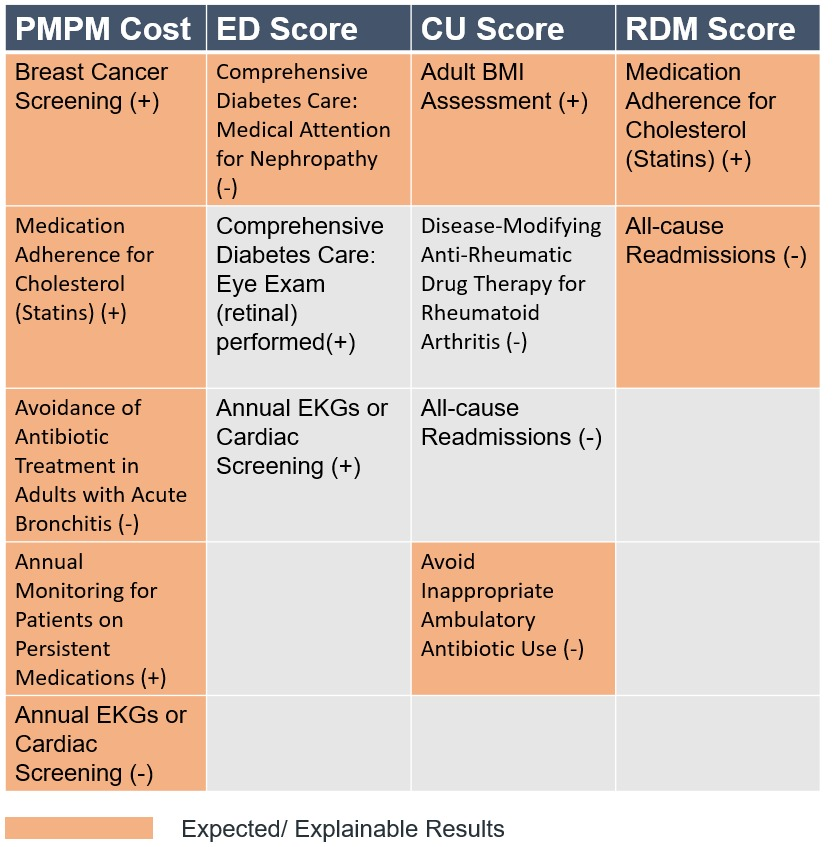 PMPM Cost
ED Score
CU Score
RDM Score
Breast Cancer
Screening (+)
Comprehensive
Diabetes Care:
Medical Attention
for Nephropathy
(-)
Adult BMI
Assessment (+)
Medication
Adherence for
Cholesterol
(Statins) (+)
Medication
Adherence for
Cholesterol
(Statins) (+)
Comprehensive
Diabetes Care:
Eye Exam
(retinal)
performed(+)
Disease-Modifying
Anti-Rheumatic
Drug Therapy for
Rheumatoid
Arthritis (-)
All-cause
Readmissions (-)
Avoidance of
Antibiotic
Treatment in
Adults with Acute
Bronchitis (-)
Annual EKGs or
Cardiac
Screening (+)
All-cause
Readmissions (-)
Annual
Monitoring for
Patients on
Persistent
Medications (+)
Avoid
Inappropriate
Ambulatory
Antibiotic Use (-)
Annual EKGs or
Cardiac
Screening (-)
Expected/ Explainable Results